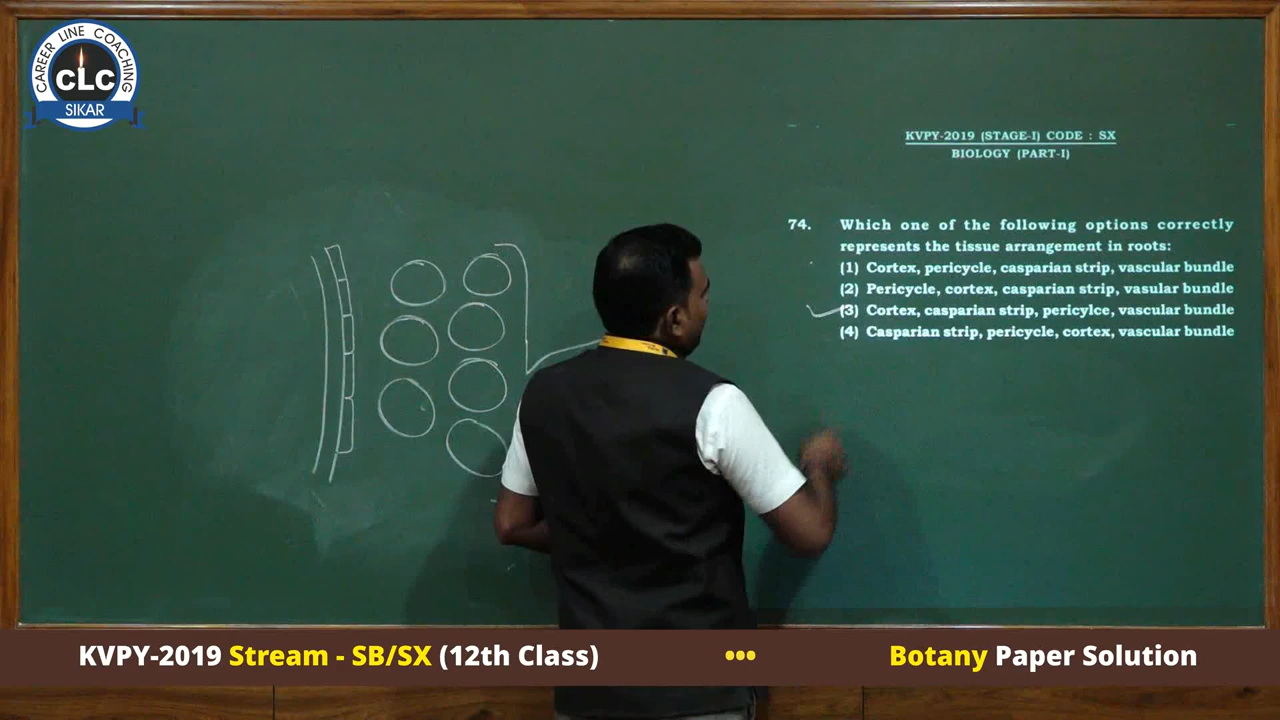 CAREER LINE COACHING
CLC
SIKAR
KVPY-2019 (STAGE-I) CODE : SX
BIOLOGY (PART-I)
74. Which one of the following options correctly
represents the tissue arrangement in roots:
(1) Cortex, pericycle, casparian strip, vascular bundle
(2) Pericycle, cortex, casparian strip, vasular bundle
(3) Cortex, casparian strip, pericylce, vascular bundle
(4) Casparian strip, pericycle, cortex, vascular bundle
KVPY-2019 Stream - SB/SX (12th Class) ••• Botany Paper Solution